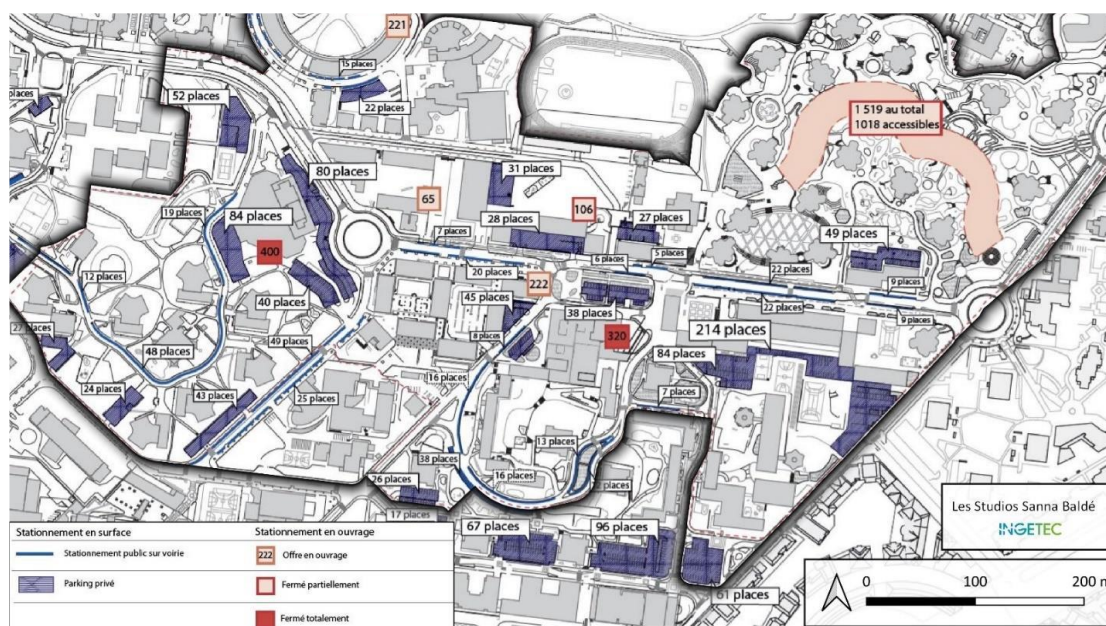 221
15 places
52 places
22 places
1 519 au total
1018 accessibles
31 places
80 places
65
106
19 places
84 places
28 places
27 places
7 places
49 places
400
6 places
5 places
12 places
20 places
222
22 places
9 places
40 places
45 places
38 places
22 places
9 places
49 places
8 places
320
214 places
27 places
48 places
84 places
16 places
24 places
43 places
25 places
7 places
13 places
38 places
16 places
26 places
places
17 places
67 places
96 places
61 places
Les Studios Sanna Baldé
INGETEC
Stationnement en surface
Stationnement en ouvrage
Stationnement public sur voirie
222
Offre en ouvrage
Parking privé
Fermé partiellement
Fermé totalement
0
100
200 m